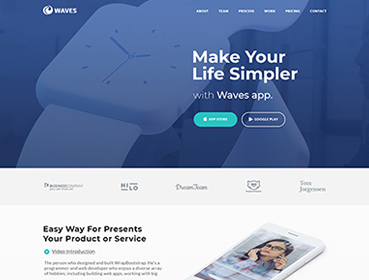 WAVES
ABOUT TEAM PROCESS WORK PRICING CONTACT
Make Your
Life Simpler
with Waves app.
APP STORE
GOOGLE PLAY
BUSINESSCOMPANY
MILO
DreamTeam
Tom
Jorgensen
Easy Way For Presents
Your Product or Service
Video Introduction
The person who designed and built WrapBootstrap. He's a
programmer and web developer who enjoys a diverse array
of hobbies, including building web apps, working with big